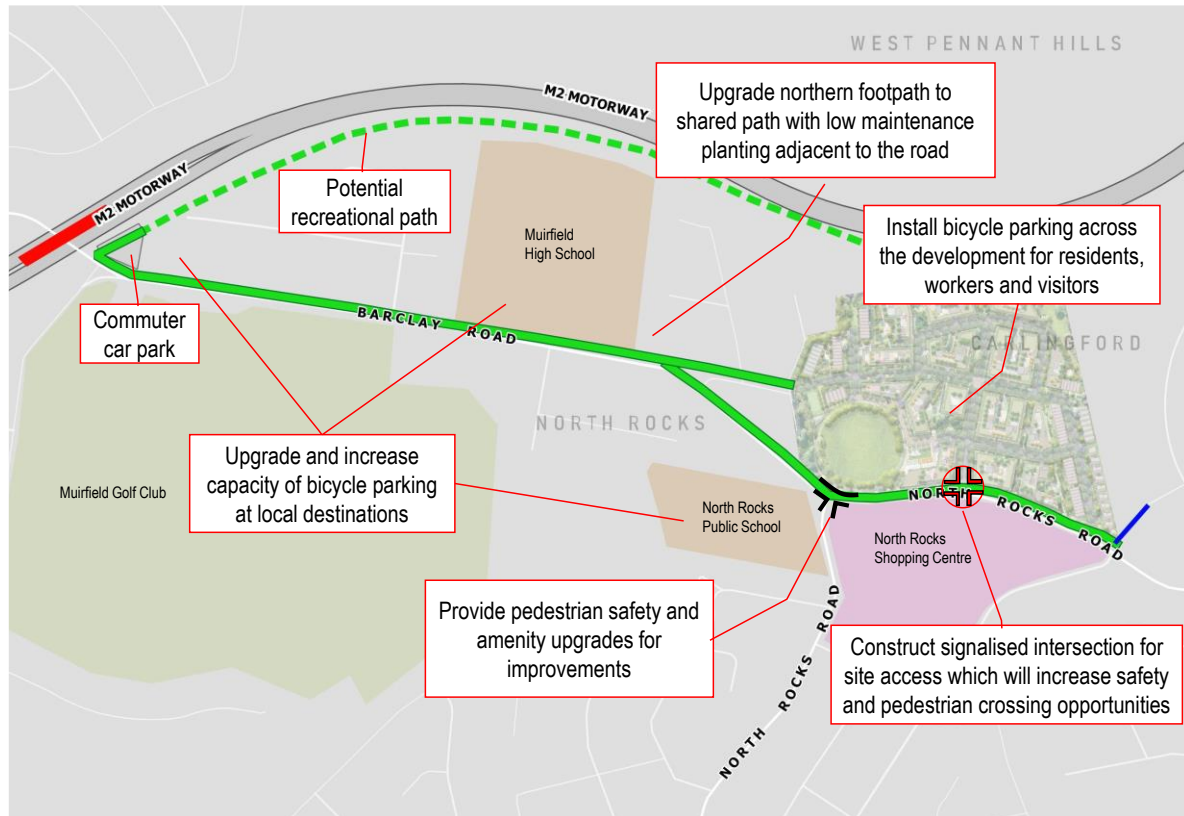 WEST PENNANT HILLS
M2 MOTORWAY
Upgrade northern footpath to
shared path with low maintenance
planting adjacent to the road
M2 MOTORWAY
Potential
recreational path
Muirfield
High School
Install bicycle parking across
the development for residents,
workers and visitors
Commuter
car park
BARCLAY ROAD
CARLINGFORD
NORTH ROCKS
Upgrade and increase
capacity of bicycle parking
at local destinations
Muirfield Golf Club
North Rocks
Public School
NORTH ROCKS ROAD
North Rocks
Shopping Centre
Provide pedestrian safety and
amenity upgrades for
improvements
NORTH ROCKS ROAD
Construct signalised intersection for
site access which will increase safety
and pedestrian crossing opportunities